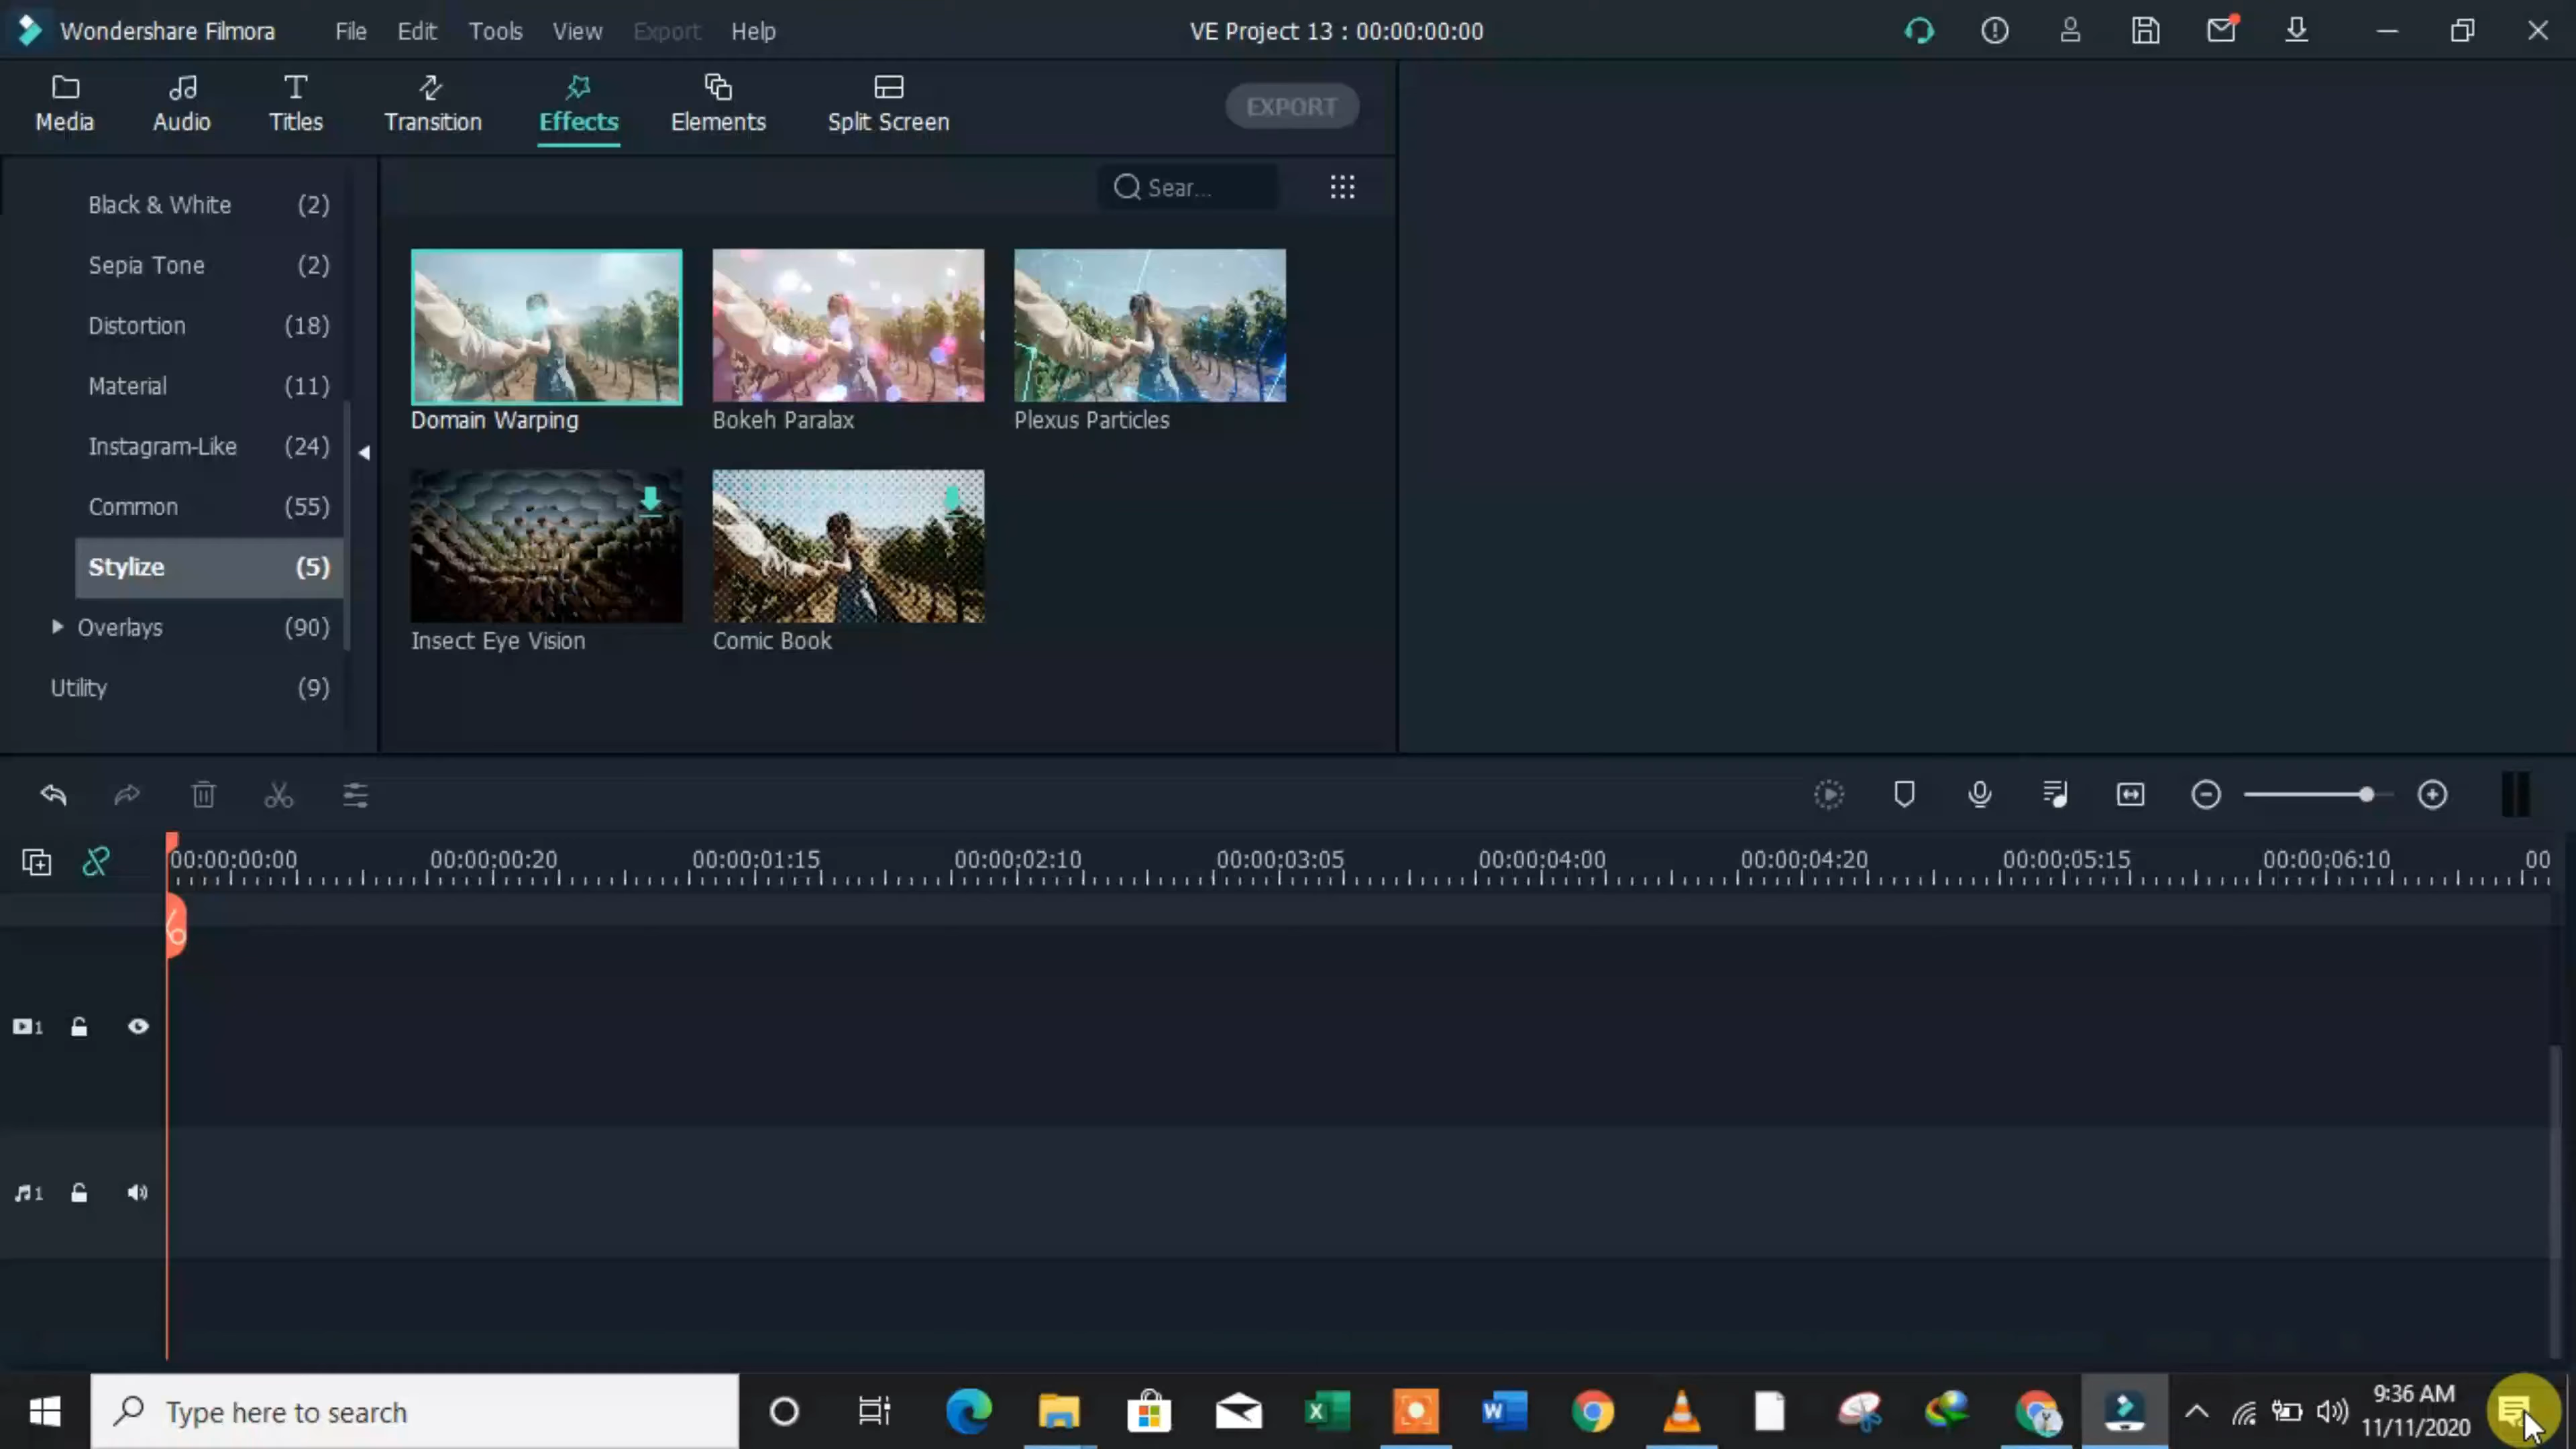 Wondershare Filmora File Edit Tools View Export Help VE Project 13 : 00:00:00:00
Media Audio Titles Transition Effects Elements Split Screen EXPORT
Sear...
Black & White (2)
Sepia Tone (2)
Distortion (18)
Material (11)
Instagram-Like (24)
Common (55)
Stylize (5)
Overlays (90)
Utility (9)
Domain Warping Bokeh Paralax Plexus Particles
Insect Eye Vision Comic Book
00:00:00:00 00:00:00:20 00:00:01:15 00:00:02:10 00:00:03:05 00:00:04:00 00:00:04:20 00:00:05:15 00:00:06:10 00
1
1
Type here to search
9:36 AM
11/11/2020